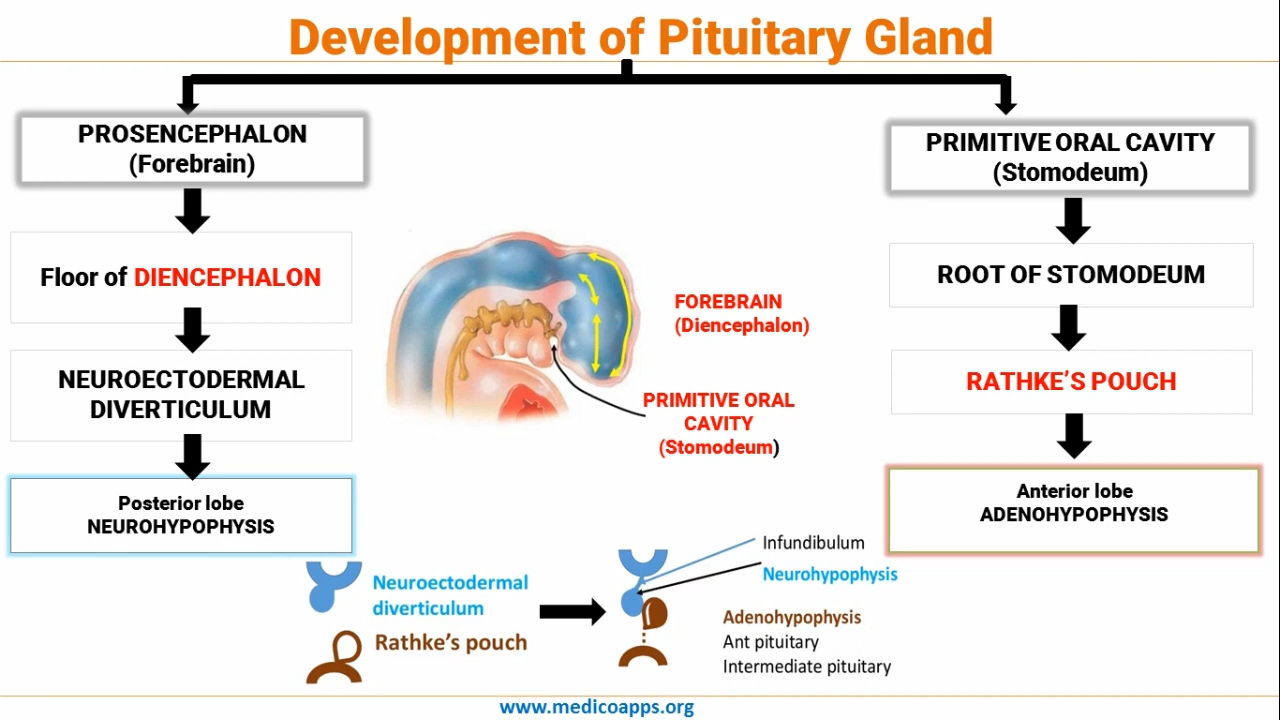 Development of Pituitary Gland
PROSENCEPHALON
(Forebrain)
Floor of DIENCEPHALON
NEUROECTODERMAL
DIVERTICULUM
Posterior lobe
NEUROHYPOPHYSIS
FOREBRAIN
(Diencephalon)
PRIMITIVE ORAL
CAVITY
(Stomodeum)
PRIMITIVE ORAL CAVITY
(Stomodeum)
ROOT OF STOMODEUM
RATHKE’S POUCH
Anterior lobe
ADENOHYPOPHYSIS
Neuroectodermal
diverticulum
Rathke’s pouch
Infundibulum
Neurohypophysis
Adenohypophysis
Ant pituitary
Intermediate pituitary
www.medicoapps.org